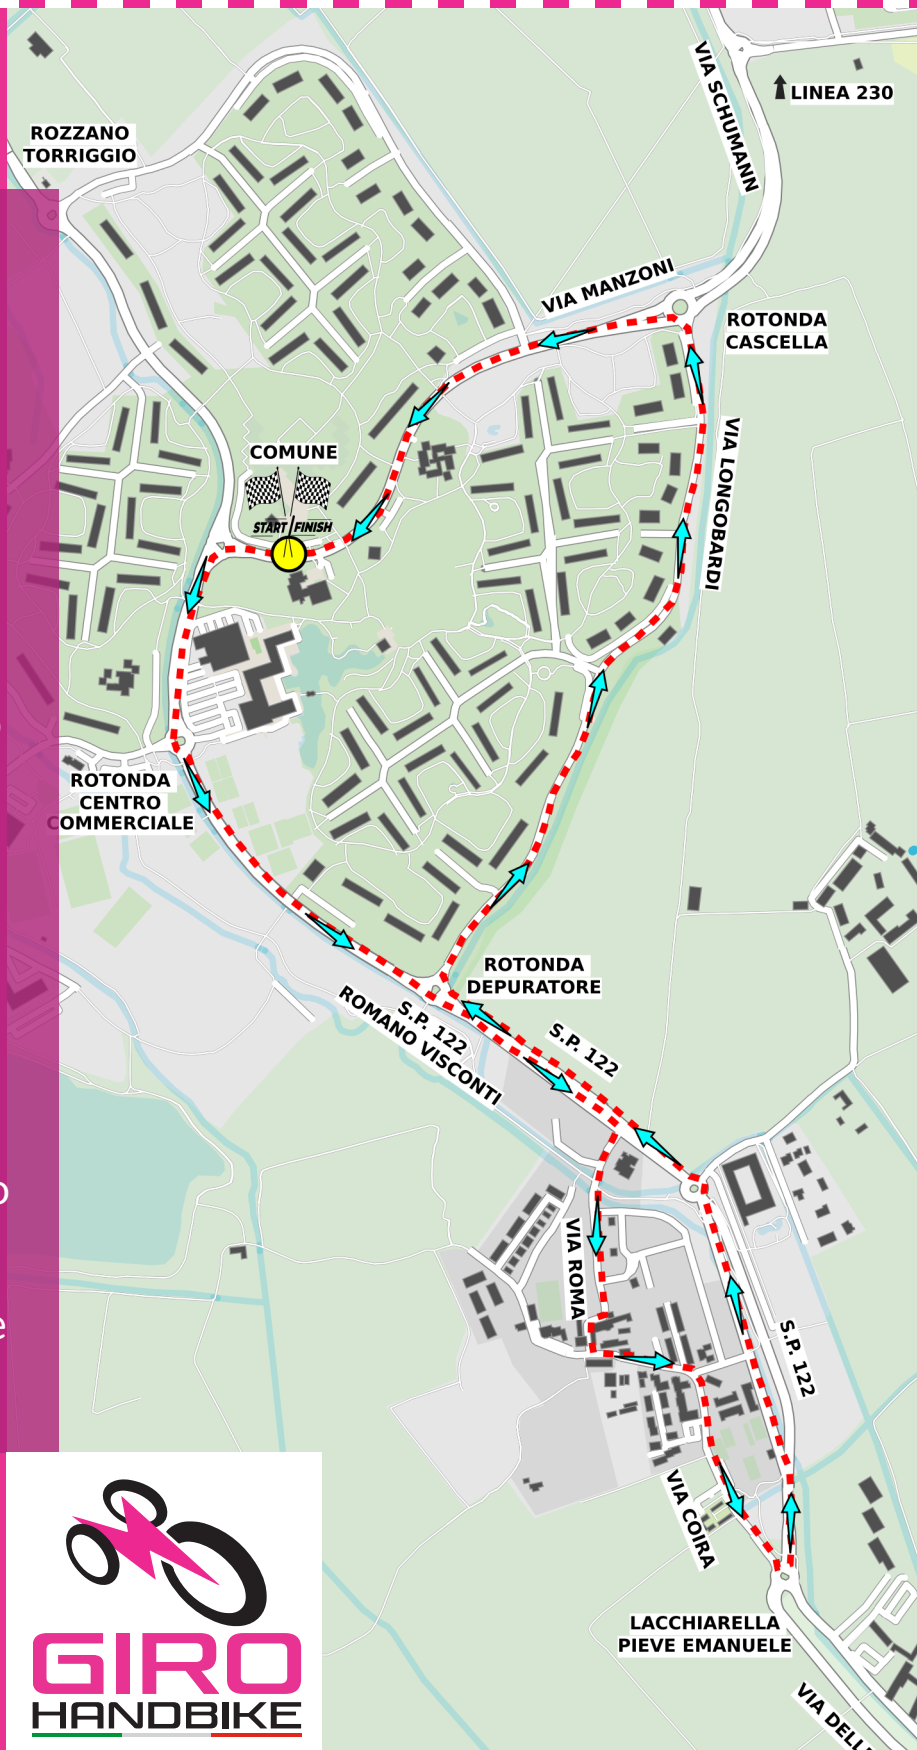 VIA SCHUMANN
LINEA 230
ROZZANO
TORRIGGIO
VIA MANZONI
ROTONDA
CASCELLA
VIA LONGOBARDI
COMUNE
START FINISH
ROTONDA
CENTRO
COMMERCIALE
ROTONDA
DEPURATORE
S.P. 122
ROMANO VISCONTI
S.P. 122
VIA ROMA
S.P. 122
VIA COIRA
LACCHIARELLA
PIEVE EMANUELE
GIRO
HANDBIKE